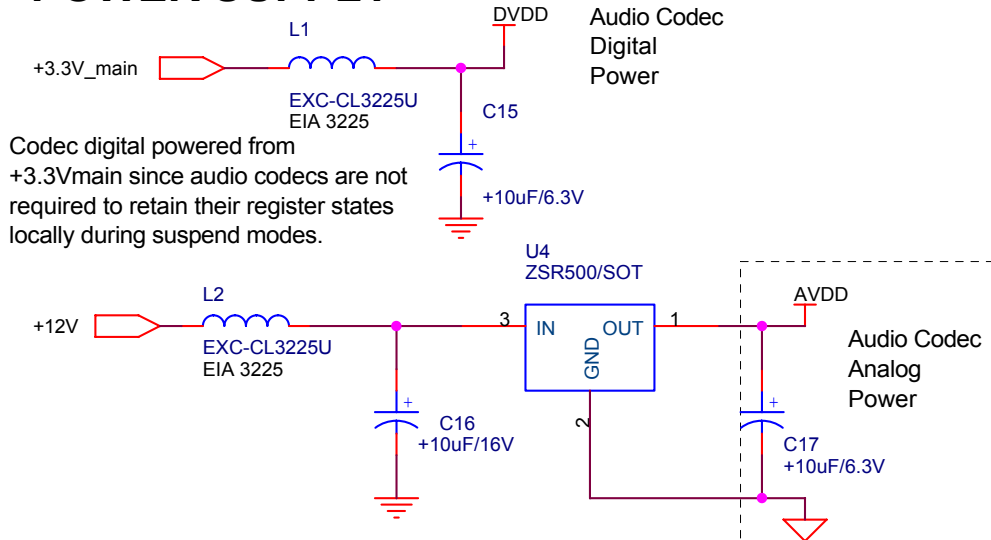 POWER SUPPLY
L1
DVDD
Audio Codec
Digital
Power
+3.3V_main
EXC-CL3225U
EIA 3225
C15
+
+10uF/6.3V
Codec digital powered from
+3.3Vmain since audio codecs are not
required to retain their register states
locally during suspend modes.
U4
ZSR500/SOT
L2
AVDD
+12V
3
IN
OUT
1
EXC-CL3225U
EIA 3225
GND
Audio Codec
Analog
Power
+
C16
+10uF/16V
2
+
C17
+10uF/6.3V